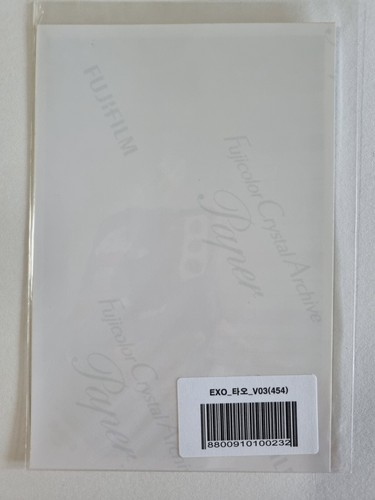 FUJIFILM
Fujicolor Crystal Archive
Paper
Fujicolor Crystal Archive
Paper
EXO_타오_V03(454)
8800910100232